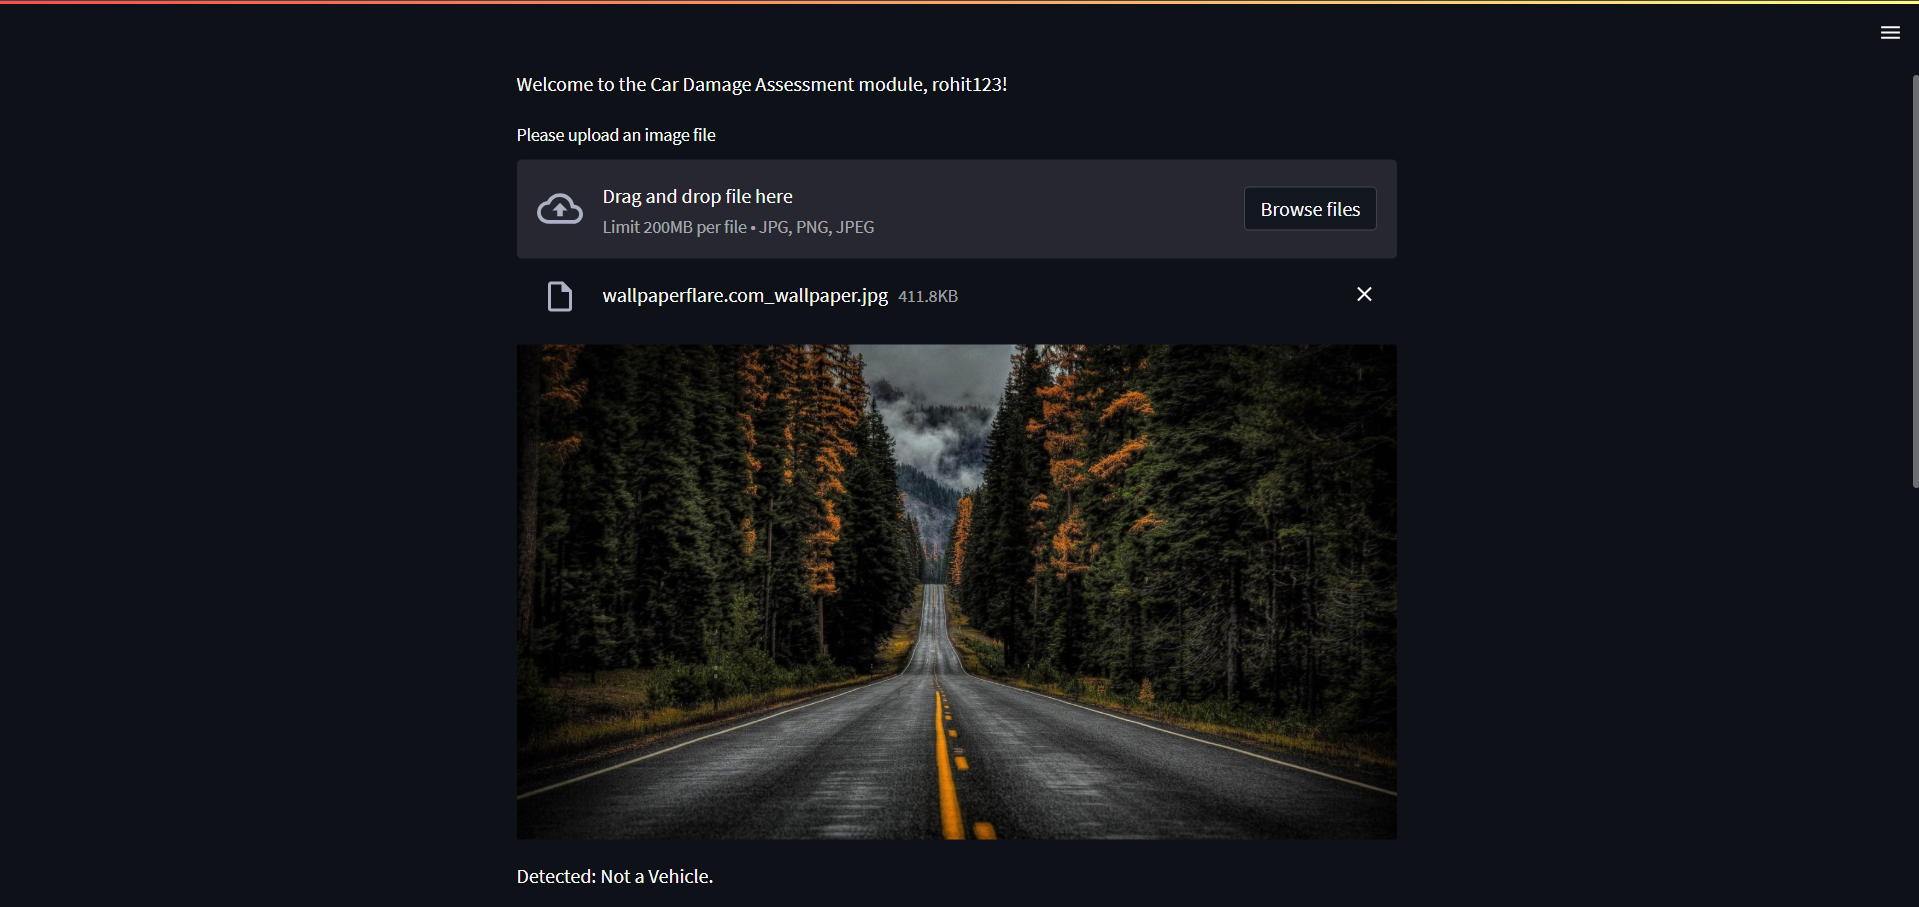 Welcome to the Car Damage Assessment module, rohit123!
Please upload an image file
Drag and drop file here
Limit 200MB per file • JPG, PNG, JPEG
Browse files
wallpaperflare.com_wallpaper.jpg 411.8KB
Detected: Not a Vehicle.